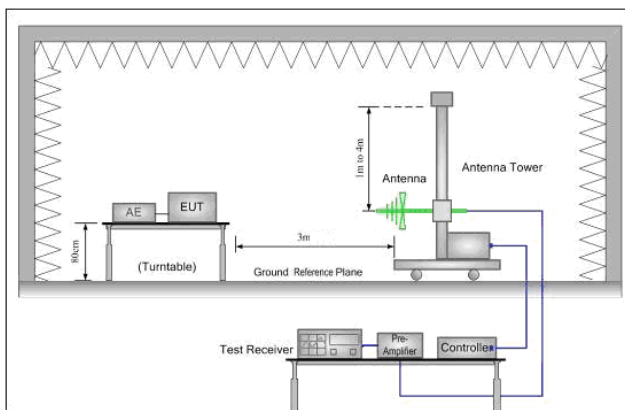 1m to 4m
Antenna
Antenna Tower
AE
EUT
3m
80cm
(Turntable)
Ground Reference Plane
Test Receiver
Pre-
Amplifier
Controller